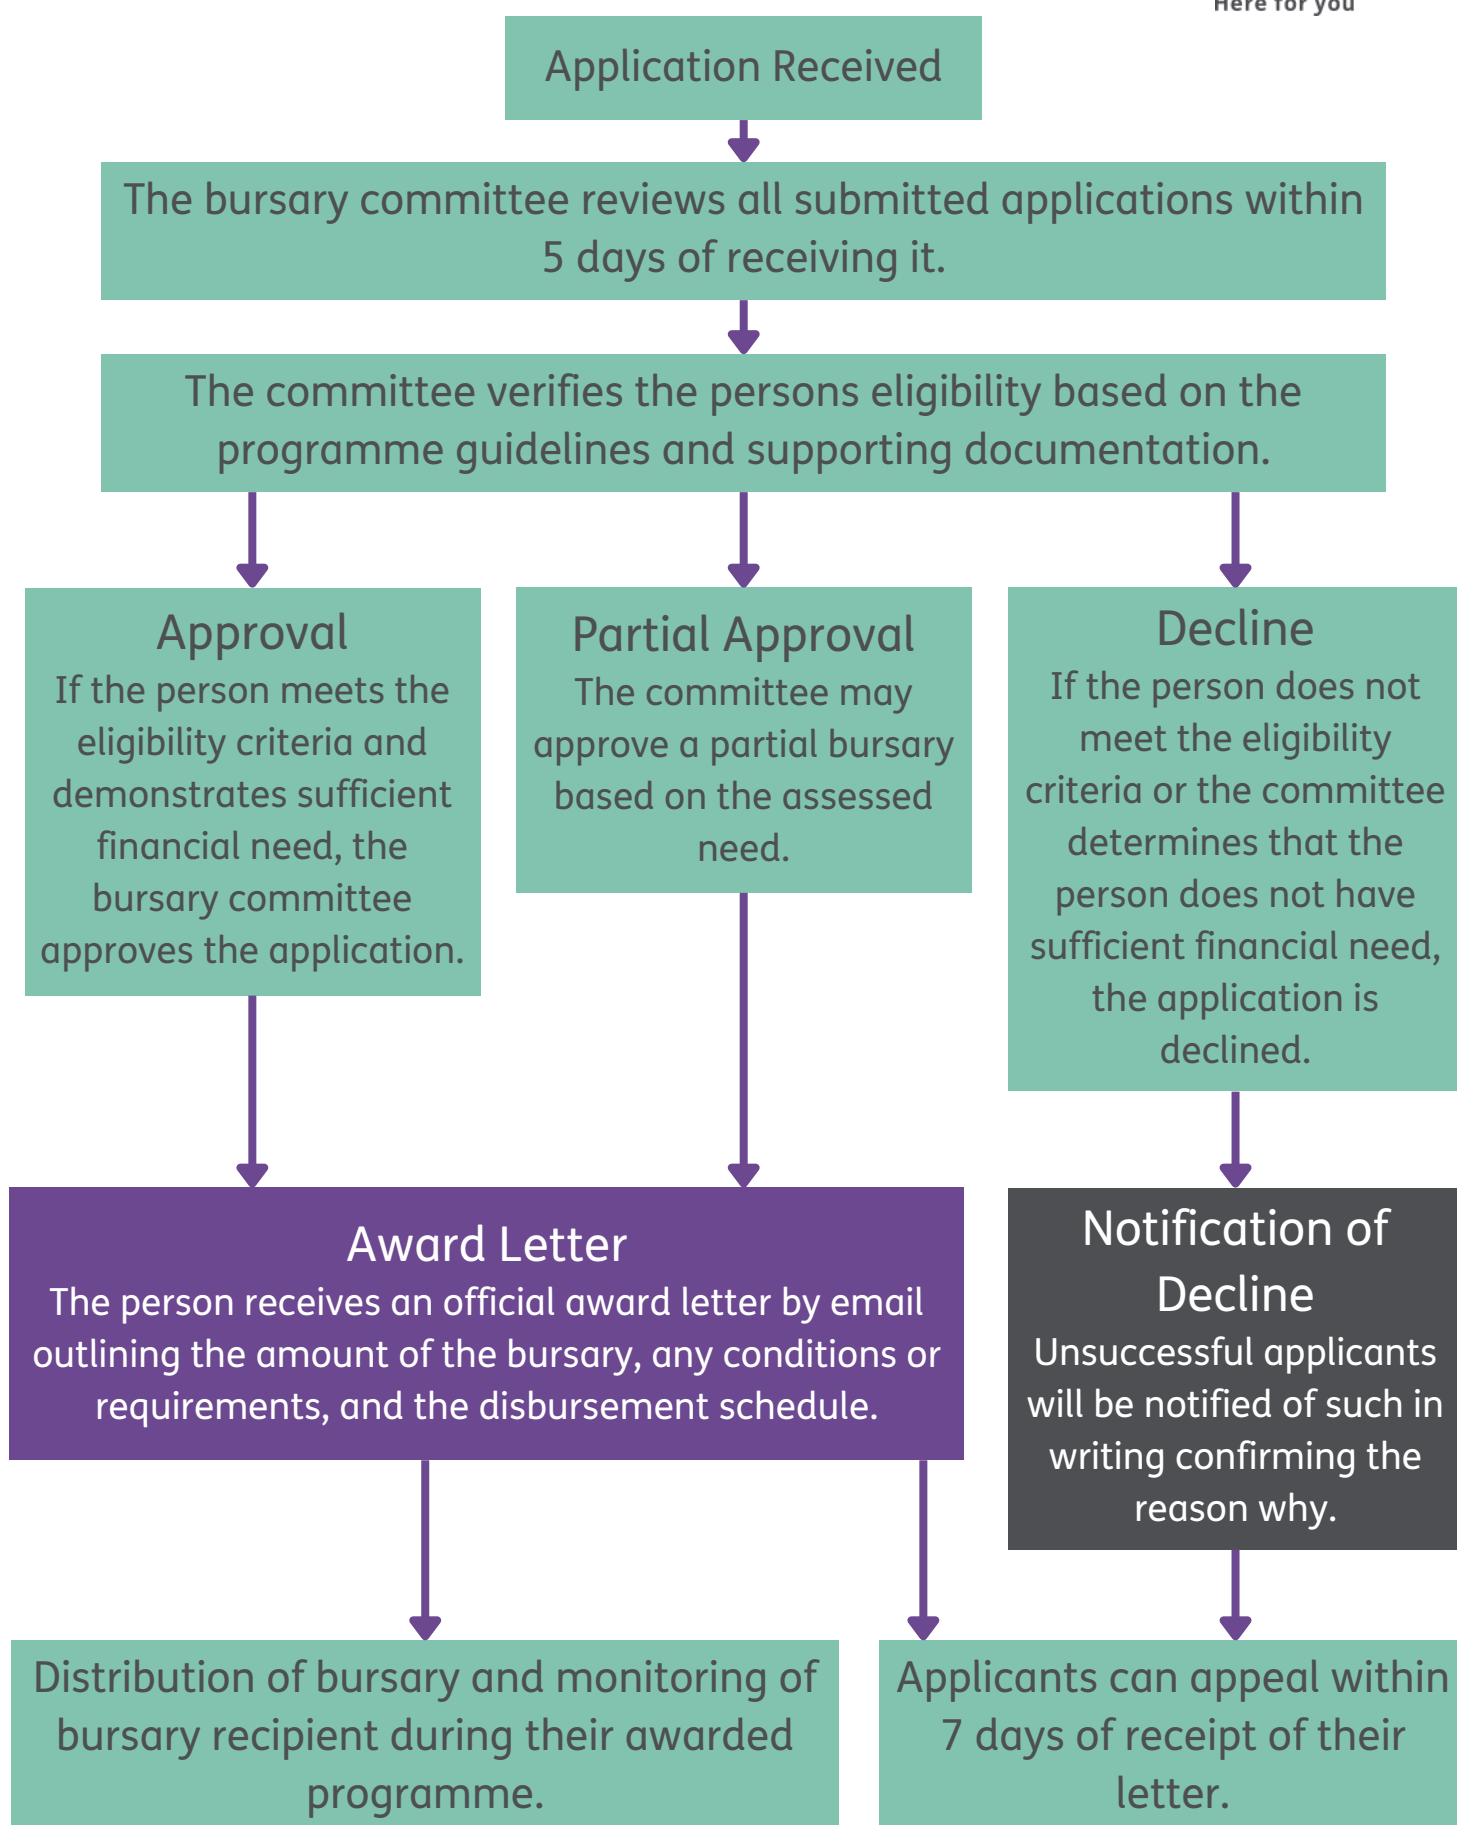 Here for you
Application Received
The bursary committee reviews all submitted applications within
5 days of receiving it.
The committee verifies the persons eligibility based on the
programme guidelines and supporting documentation.
Approval
If the person meets the
eligibility criteria and
demonstrates sufficient
financial need, the
bursary committee
approves the application.
Partial Approval
The committee may
approve a partial bursary
based on the assessed
need.
Decline
If the person does not
meet the eligibility
criteria or the committee
determines that the
person does not have
sufficient financial need,
the application is
declined.
Award Letter
The person receives an official award letter by email
outlining the amount of the bursary, any conditions or
requirements, and the disbursement schedule.
Notification of
Decline
Unsuccessful applicants
will be notified of such in
writing confirming the
reason why.
Distribution of bursary and monitoring of
bursary recipient during their awarded
programme.
Applicants can appeal within
7 days of receipt of their
letter.